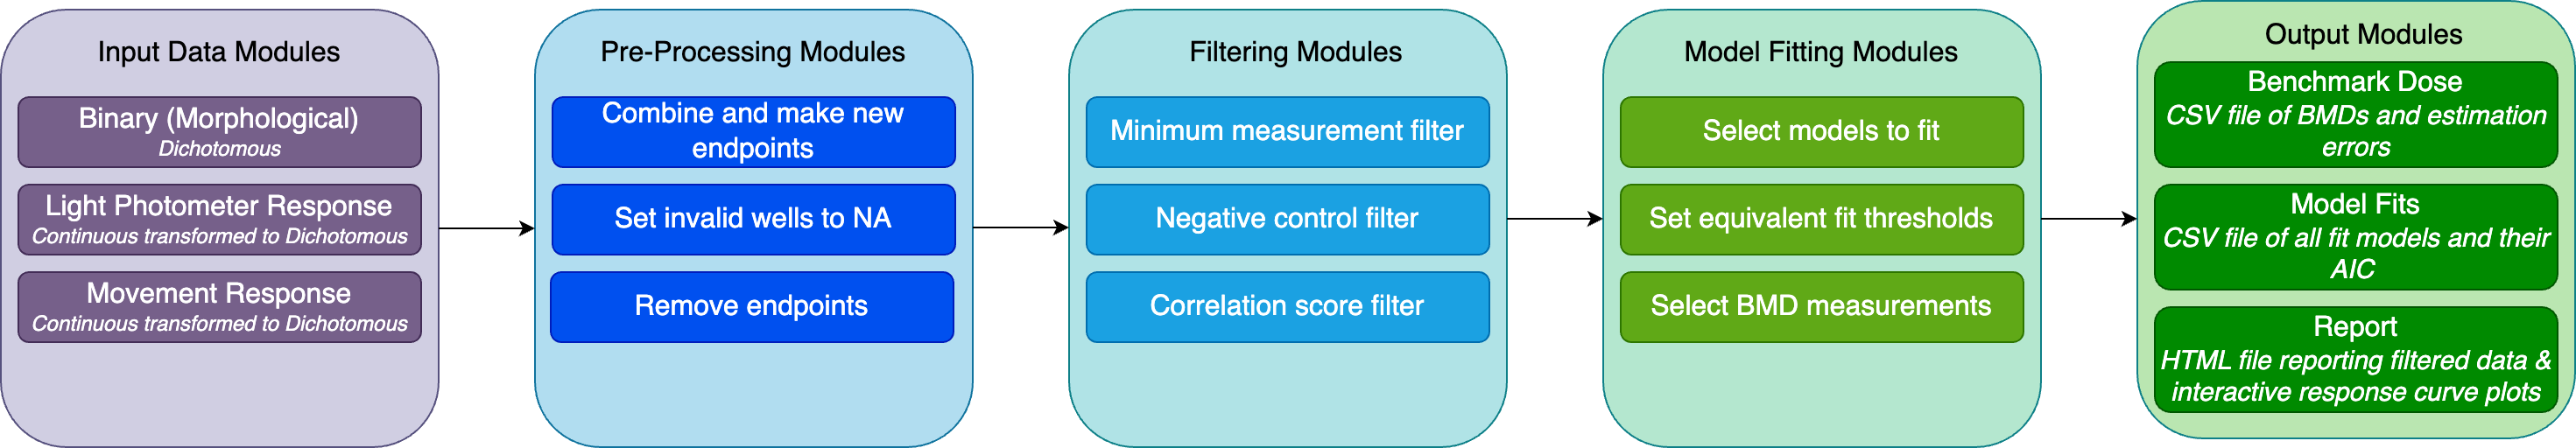 Input Data Modules
Binary (Morphological)
Dichotomous
Light Photometer Response
Continuous transformed to Dichotomous
Movement Response
Continuous transformed to Dichotomous
Pre-Processing Modules
Combine and make new
endpoints
Set invalid wells to NA
Remove endpoints
Filtering Modules
Minimum measurement filter
Negative control filter
Correlation score filter
Model Fitting Modules
Select models to fit
Set equivalent fit thresholds
Select BMD measurements
Output Modules
Benchmark Dose
CSV file of BMDs and estimation
errors
Model Fits
CSV file of all fit models and their
AIC
Report
HTML file reporting filtered data &
interactive response curve plots